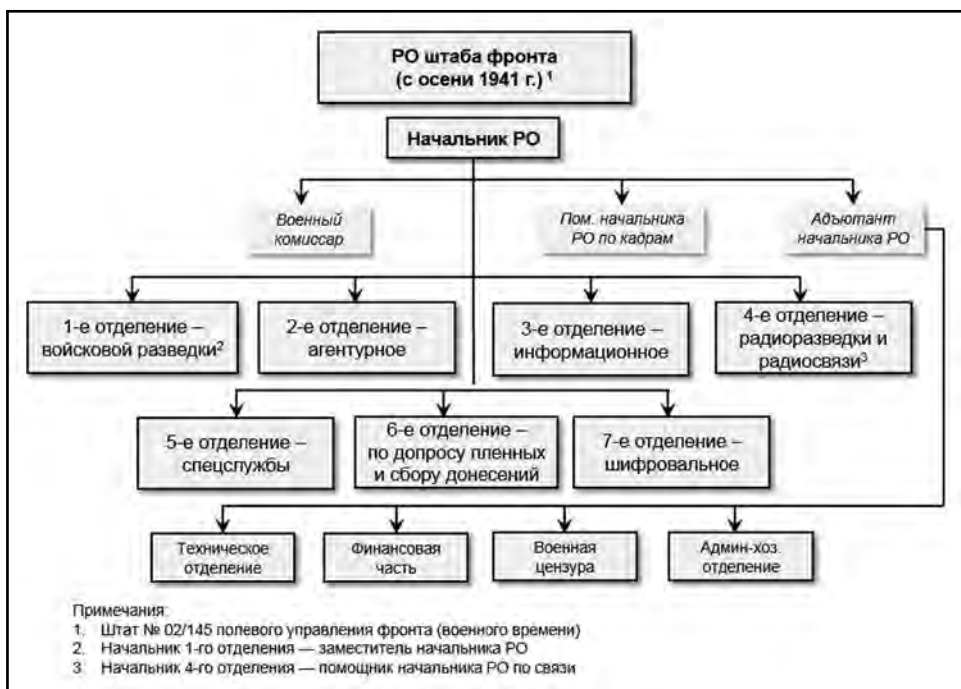 РО штаба фронта
(с осени 1941 г.) 1
Начальник РО
Военный
комиссар
Пом. начальника
РО по кадрам
Адъютант
начальника РО
1-е отделение –
войсковой разведки2
2-е отделение –
агентурное
3-е отделение –
информационное
4-е отделение –
радиоразведки и
радиосвязи3
5-е отделение –
спецслужбы
6-е отделение –
по допросу пленных
и сбору донесений
7-е отделение –
шифровальное
Техническое
отделение
Финансовая
часть
Военная
цензура
Админ-хоз.
отделение
Примечания:
1. Штат № 02/145 полевого управления фронта (военного времени)
2. Начальник 1-го отделения — заместитель начальника РО
3. Начальник 4-го отделения — помощник начальника РО по связи